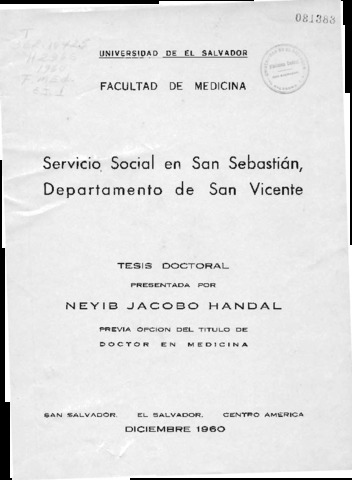 081383
UNIVERSIDAD DE EL SALVADOR
FACULTAD DE MEDICINA
Servicio Social en San Sebastián,
Departamento de San Vicente
TESIS DOCTORAL
PRESENTADA POR
NEYIB JACOBO HANDAL
PREVIA OPCION DEL TITULO DE
DOCTOR EN MEDICINA
SAN SALVADOR, EL SALVADOR, CENTRO AMERICA
DICIEMBRE 1960